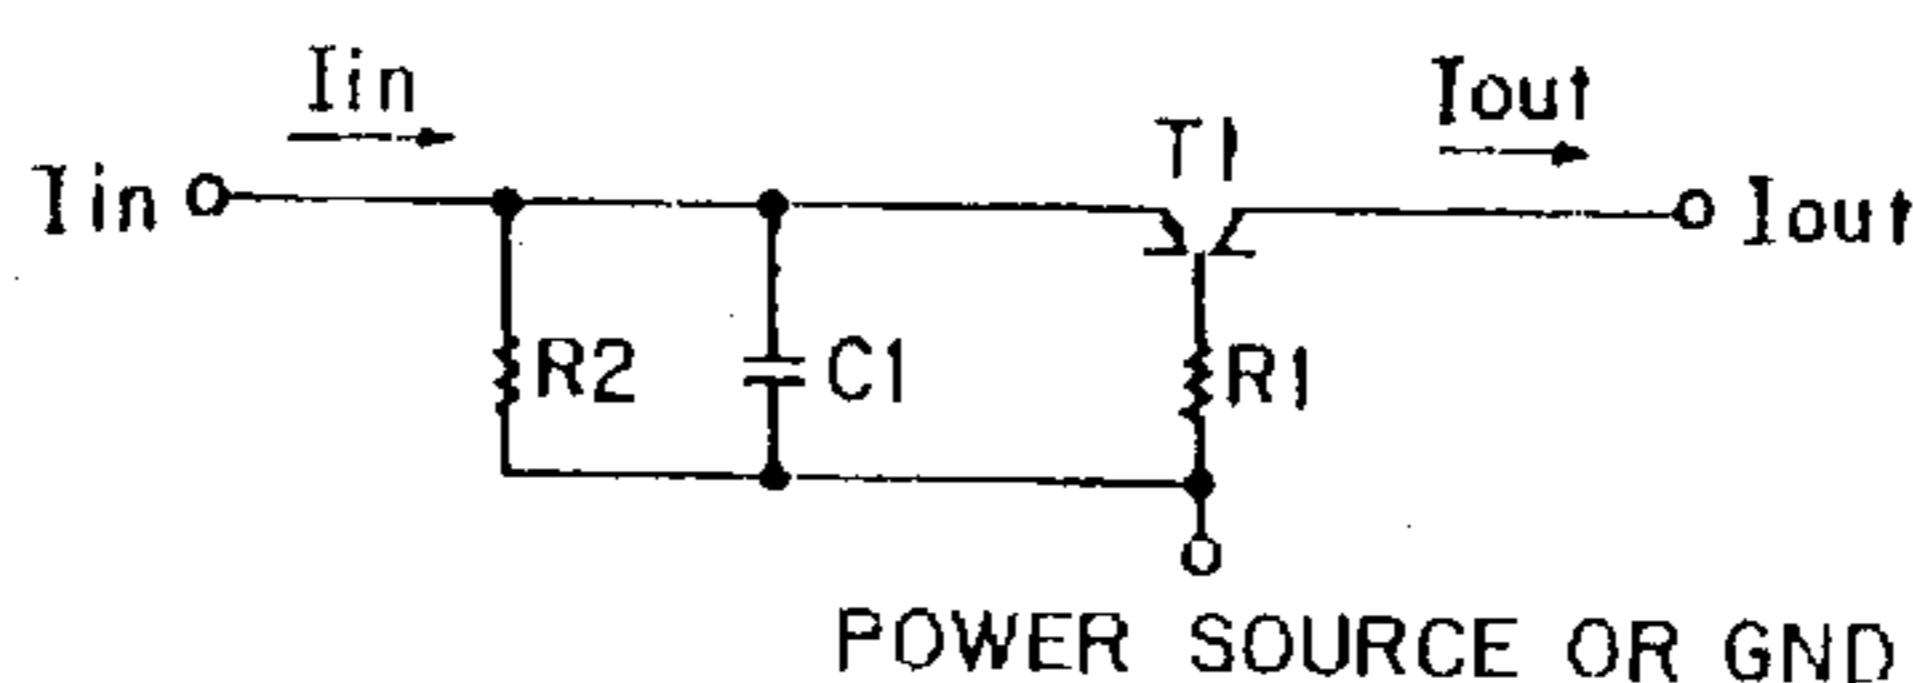 Iin
Iout
T1
Iin
Iout
R2
C1
R1
POWER SOURCE OR GND